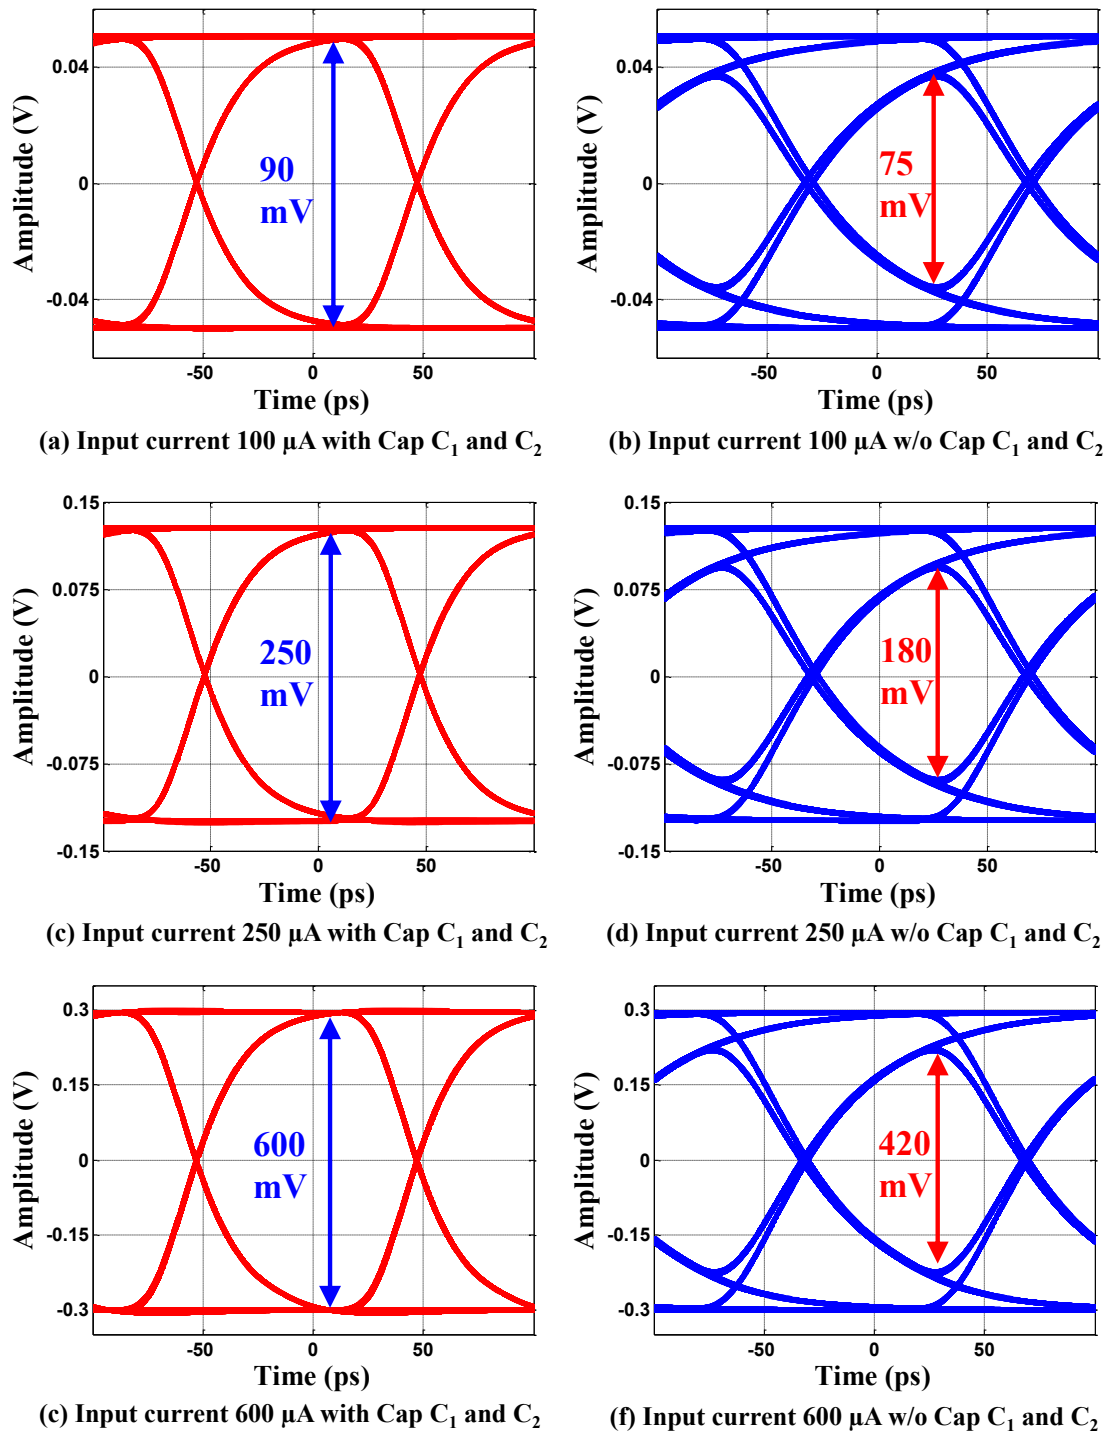 Amplitude (V)
0.04
0
-0.04
90
mV
-50
0
50
Time (ps)
(a) Input current 100 μA with Cap C₁ and C₂
Amplitude (V)
0.04
0
-0.04
75
mV
-50
0
50
Time (ps)
(b) Input current 100 μA w/o Cap C₁ and C₂
Amplitude (V)
0.15
0.075
0
-0.075
-0.15
250
mV
-50
0
50
Time (ps)
(c) Input current 250 μA with Cap C₁ and C₂
Amplitude (V)
0.15
0.075
0
-0.075
-0.15
180
mV
-50
0
50
Time (ps)
(d) Input current 250 μA w/o Cap C₁ and C₂
Amplitude (V)
0.3
0.15
0
-0.15
-0.3
600
mV
-50
0
50
Time (ps)
(c) Input current 600 μA with Cap C₁ and C₂
Amplitude (V)
0.3
0.15
0
-0.15
-0.3
420
mV
-50
0
50
Time (ps)
(f) Input current 600 μA w/o Cap C₁ and C₂